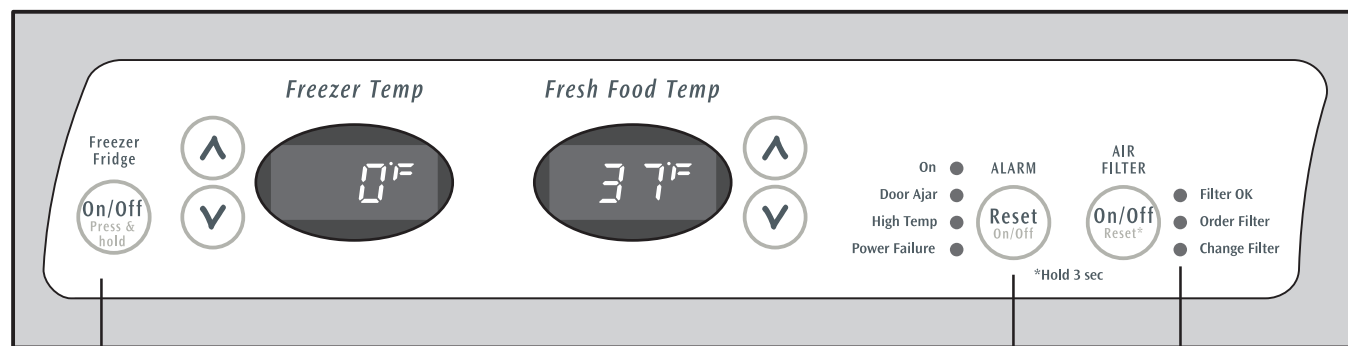 Freezer Temp
Fresh Food Temp
Freezer
Fridge
On/Off
Press &
hold
0°F
37°F
On
Door Ajar
High Temp
Power Failure
ALARM
Reset
On/Off
AIR
FILTER
On/Off
Reset*
*Hold 3 sec
Filter OK
Order Filter
Change Filter